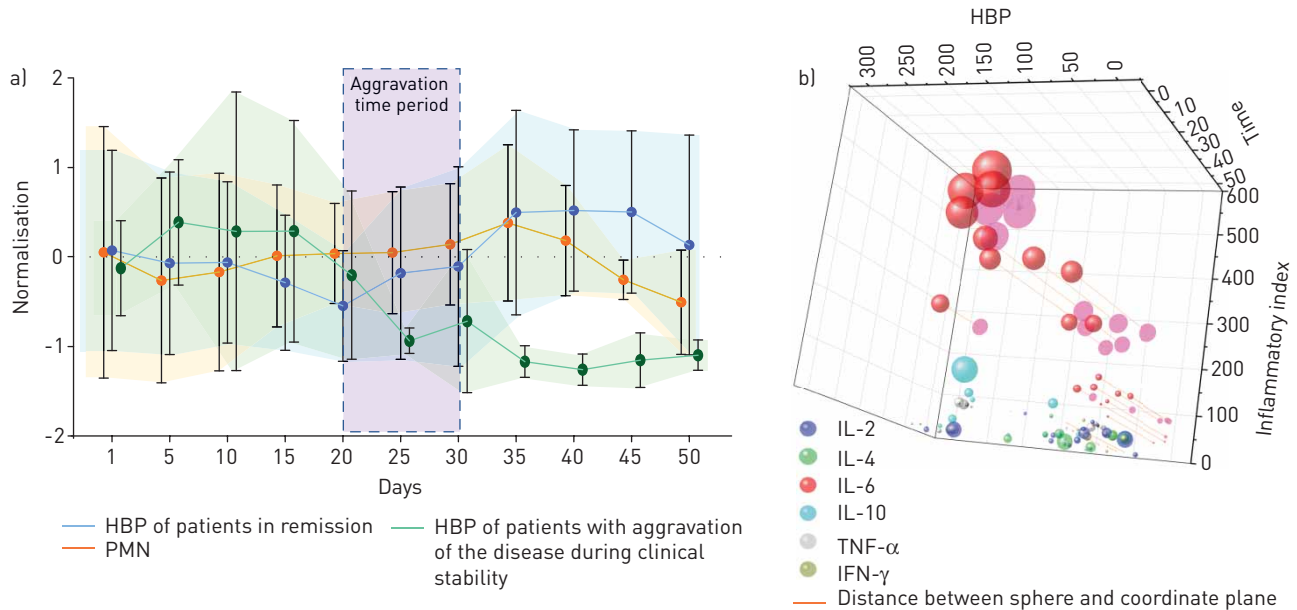 a)
2
1
0
-1
-2
Normalisation
Aggravation
time period
1 5 10 15 20 25 30 35 40 45 50
Days
HBP of patients in remission
PMN
HBP of patients with aggravation
of the disease during clinical
stability
b)
HBP
300 250 200 150 100 50 0
0
10
20
30
40
50
Time
600
500
400
300
200
100
0
Inflammatory index
IL-2
IL-4
IL-6
IL-10
TNF-α
IFN-γ
Distance between sphere and coordinate plane